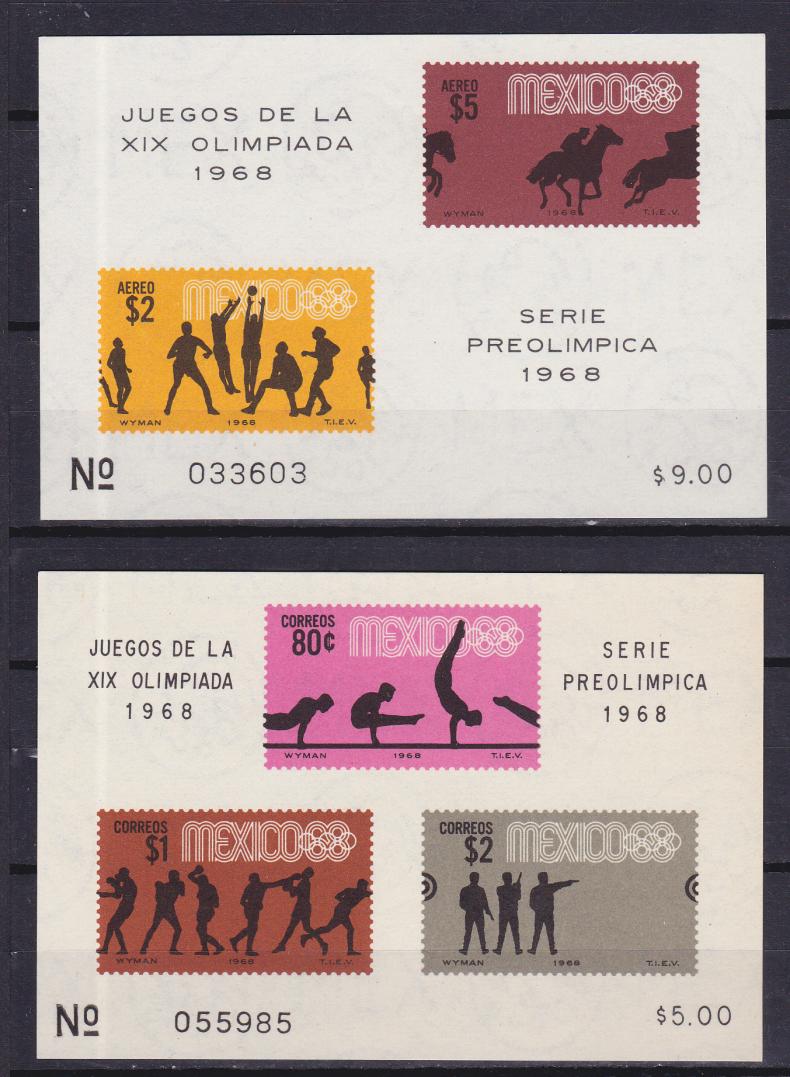 JUEGOS DE LA
XIX OLIMPIADA
1968
AEREO
$5
MEXICO68
WYMAN 1968 T.I.E.V.
AEREO
$2
MEXICO68
WYMAN 1968 T.I.E.V.
SERIE
PREOLIMPICA
1968
Nº 033603
$9.00
JUEGOS DE LA
XIX OLIMPIADA
1968
CORREOS
80¢
MEXICO68
WYMAN 1968 T.I.E.V.
SERIE
PREOLIMPICA
1968
CORREOS
$1
MEXICO68
WYMAN 1968 T.I.E.V.
CORREOS
$2
MEXICO68
WYMAN 1968 T.I.E.V.
Nº 055985
$5.00